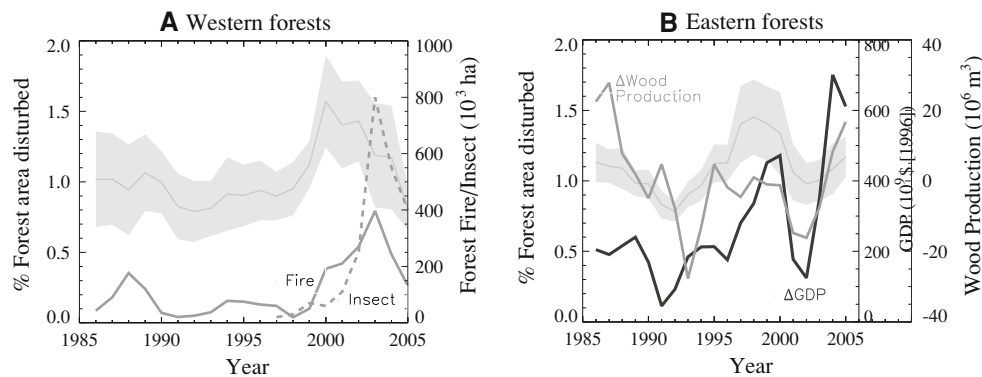 A Western forests
% Forest area disturbed
2.0
1.5
1.0
0.5
0.0
1000
800
600
400
200
0
Forest Fire/Insect (10³ ha)
Fire
Insect
1985 1990 1995 2000 2005
Year
B Eastern forests
% Forest area disturbed
2.0
1.5
1.0
0.5
0.0
ΔWood
Production
ΔGDP
800
600
400
200
0
GDP (10⁹ $ [1996])
40
20
0
-20
-40
Wood Production (10⁶ m³)
1985 1990 1995 2000 2005
Year